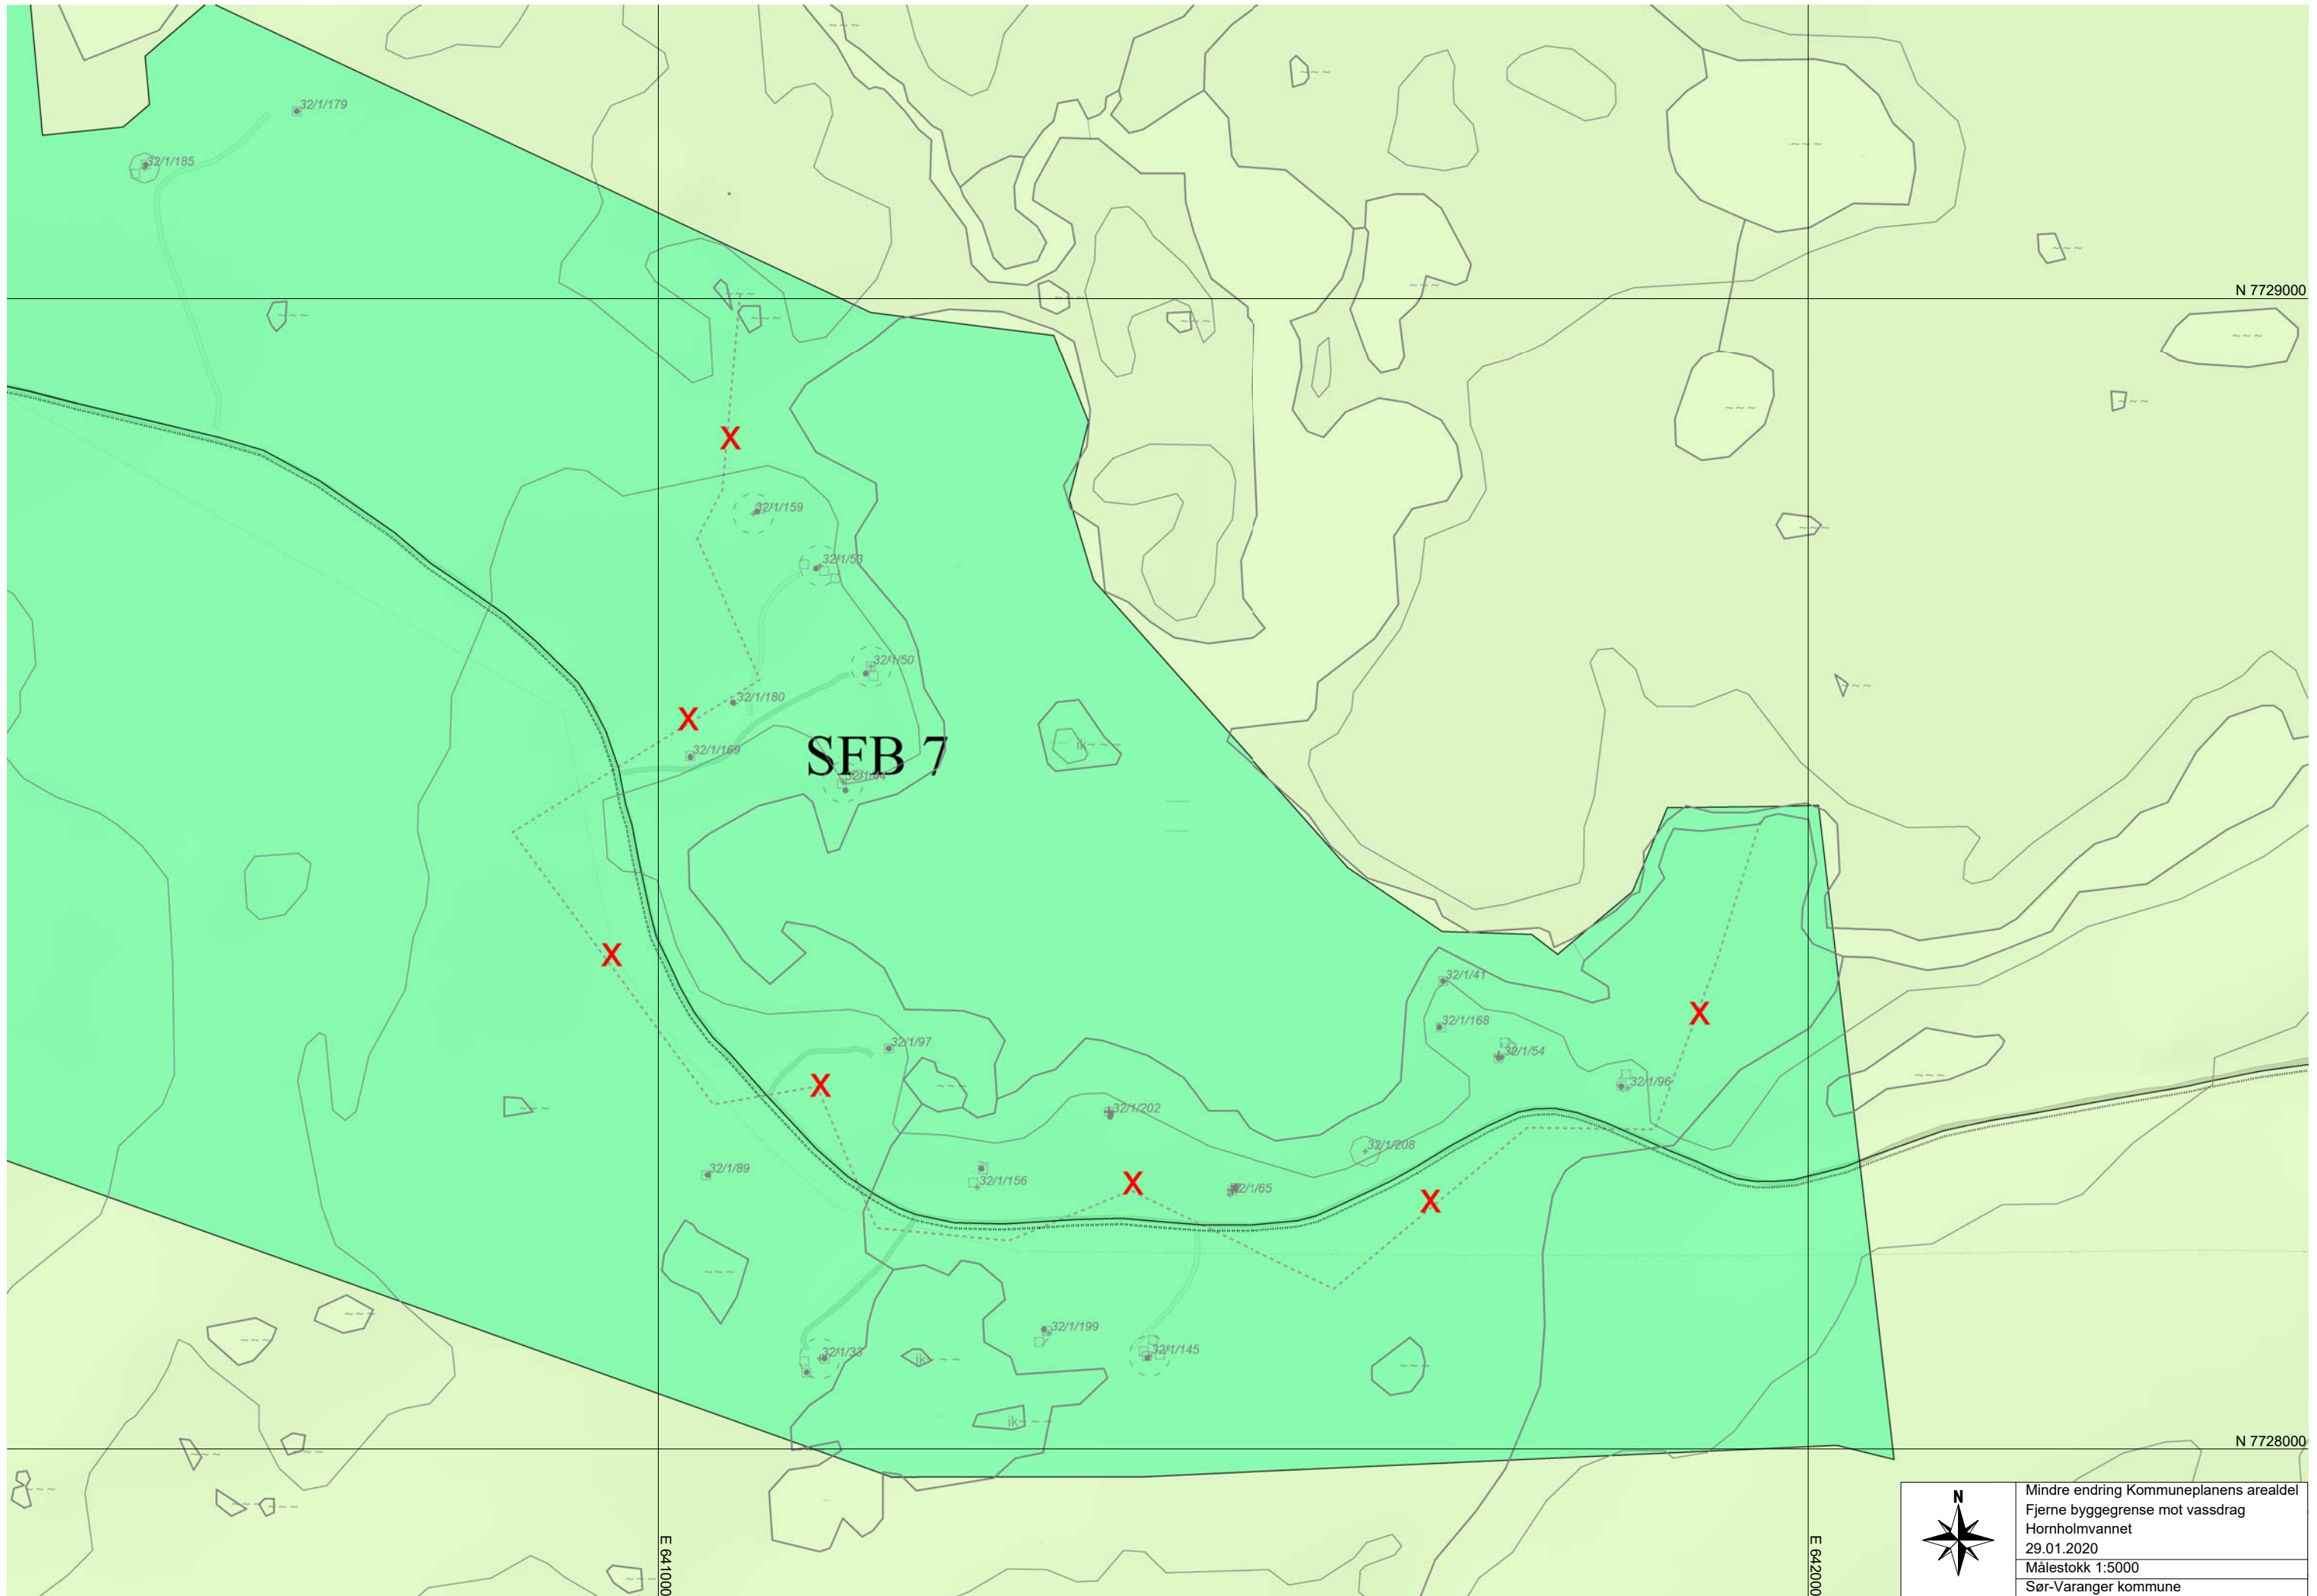 32/1/179
32/1/185
N 7729000
32/1/159
32/1/53
32/1/50
32/1/180
32/1/169
SFB 7
ik
X
X
X
X
X
X
X
X
32/1/41
32/1/168
32/1/54
32/1/97
32/1/96
32/1/202
32/1/208
32/1/89
32/1/156
32/1/65
32/1/199
32/1/33
32/1/145
ik
ik
N 7728000
E 641000
E 642000
N
Mindre endring Kommuneplanens arealdel
Fjerne byggegrense mot vassdrag
Hornholmvannet
29.01.2020
Målestokk 1:5000
Sør-Varanger kommune